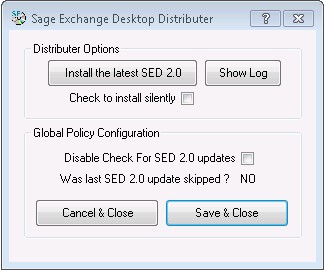 Sage Exchange Desktop Distributer
Distributer Options
Install the latest SED 2.0 Show Log
Check to install silently
Global Policy Configuration
Disable Check For SED 2.0 updates
Was last SED 2.0 update skipped ? NO
Cancel & Close Save & Close